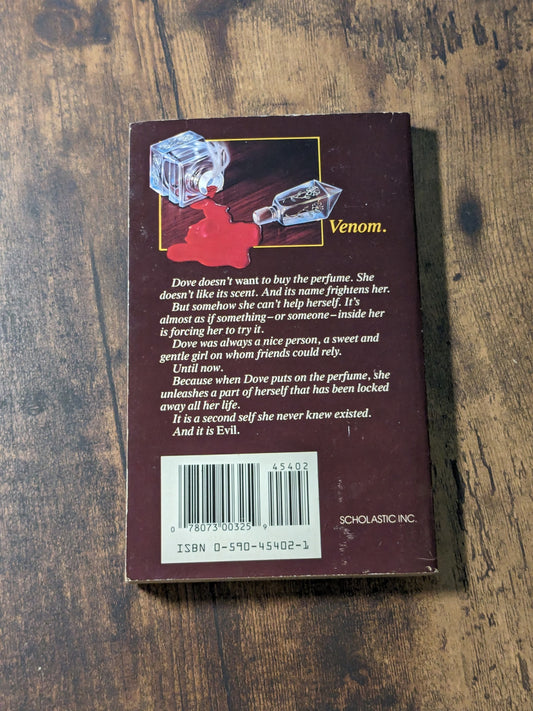 Venom.
Dove doesn't want to buy the perfume. She
doesn't like its scent. And its name frightens her.
But somehow she can't help herself. It's
almost as if something–or someone–inside her
is forcing her to try it.
Dove was always a nice person, a sweet and
gentle girl on whom friends could rely.
Until now.
Because when Dove puts on the perfume, she
unleashes a part of herself that has been locked
away all her life.
It is a second self she never knew existed.
And it is Evil.
45402
0 78073 00325 9
ISBN 0-590-45402-1
SCHOLASTIC INC.